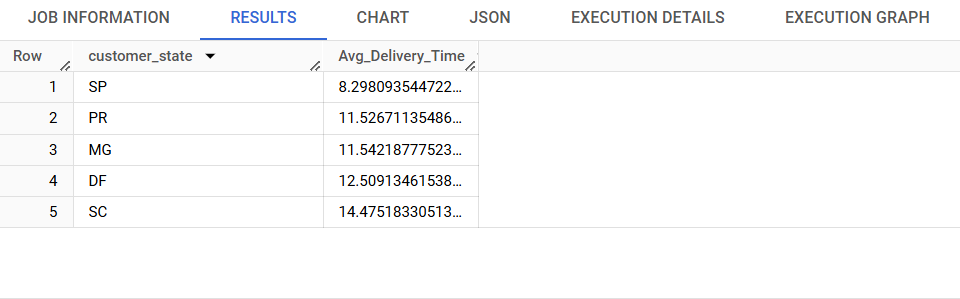 JOB INFORMATION RESULTS CHART JSON EXECUTION DETAILS EXECUTION GRAPH
Row customer_state Avg_Delivery_Time
1 SP 8.298093544722...
2 PR 11.52671135486...
3 MG 11.54218777523...
4 DF 12.50913461538...
5 SC 14.47518330513...